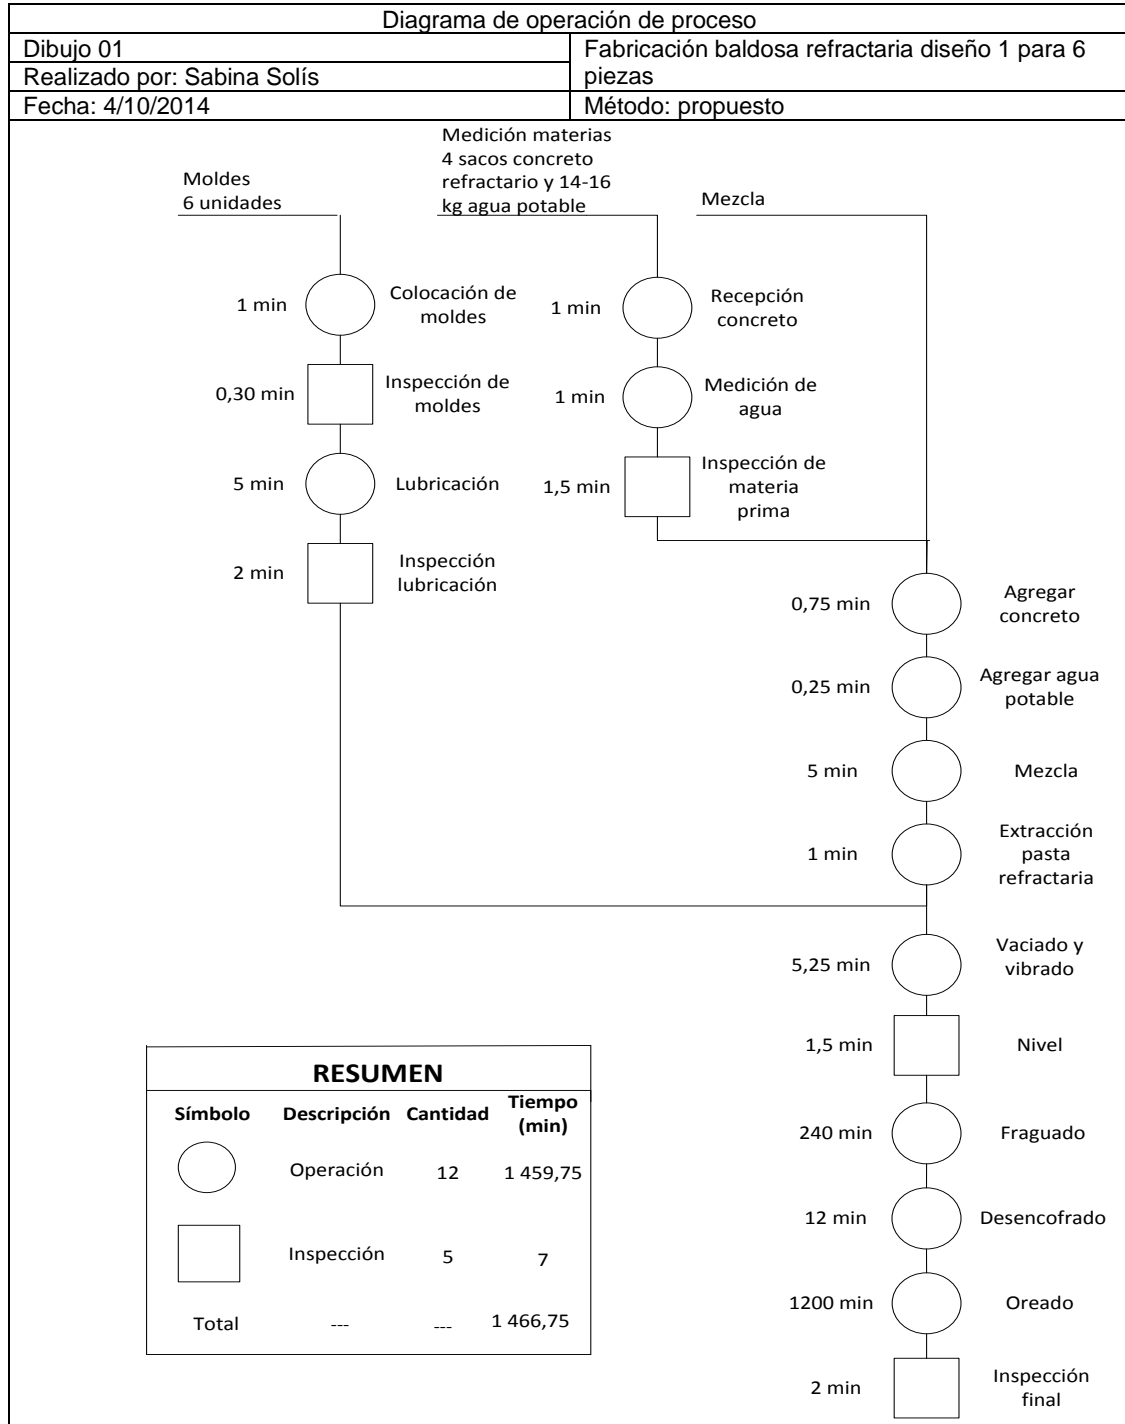 Diagrama de operación de proceso
Dibujo 01
Realizado por: Sabina Solís
Fabricación baldosa refractaria diseño 1 para 6
piezas
Fecha: 4/10/2014
Método: propuesto
Moldes
6 unidades
Medición materias
4 sacos concreto
refractario y 14-16
kg agua potable
Mezcla
1 min
Colocación de
moldes
0,30 min
Inspección de
moldes
5 min
Lubricación
2 min
Inspección
lubricación
1 min
Recepción
concreto
1 min
Medición de
agua
1,5 min
Inspección de
materia
prima
0,75 min
Agregar
concreto
0,25 min
Agregar agua
potable
5 min
Mezcla
1 min
Extracción
pasta
refractaria
5,25 min
Vaciado y
vibrado
1,5 min
Nivel
240 min
Fraguado
12 min
Desencofrado
1200 min
Oreado
2 min
Inspección
final
RESUMEN
Símbolo Descripción Cantidad Tiempo
(min)
Operación 12 1 459,75
Inspección 5 7
Total --- --- 1 466,75